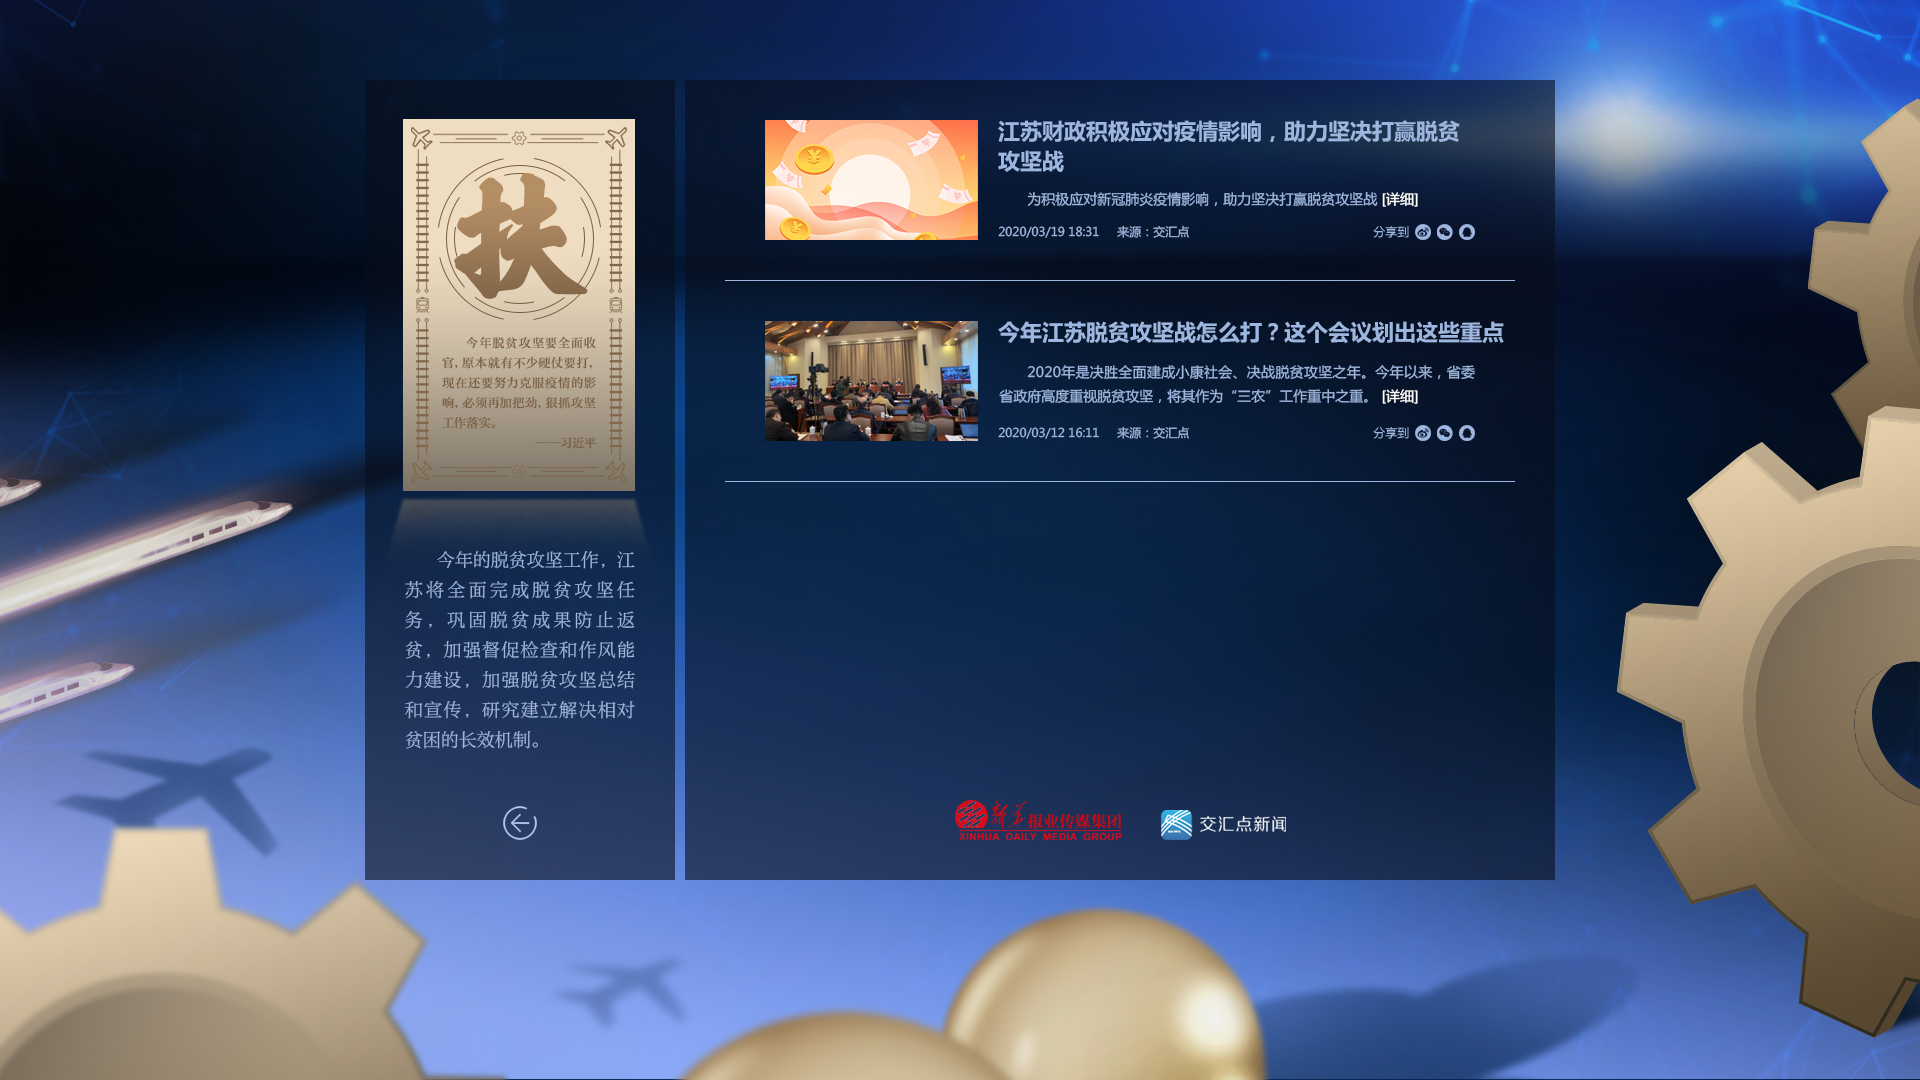 扶
今年脱贫攻坚要全面收
官,原本就有不少硬仗要打,
现在还要努力克服疫情的影
响,必须再加把劲,狠抓攻坚
工作落实。
——习近平
今年的脱贫攻坚工作，江
苏将全面完成脱贫攻坚任
务，巩固脱贫成果防止返
贫，加强督促检查和作风能
力建设，加强脱贫攻坚总结
和宣传，研究建立解决相对
贫困的长效机制。
江苏财政积极应对疫情影响，助力坚决打赢脱贫
攻坚战
为积极应对新冠肺炎疫情影响，助力坚决打赢脱贫攻坚战 [详细]
2020/03/19 18:31 来源：交汇点 分享到
今年江苏脱贫攻坚战怎么打？这个会议划出这些重点
2020年是决胜全面建成小康社会、决战脱贫攻坚之年。今年以来，省委
省政府高度重视脱贫攻坚，将其作为“三农”工作重中之重。 [详细]
2020/03/12 16:11 来源：交汇点 分享到
新华报业传媒集团
XINHUA DAILY MEDIA GROUP
交汇点新闻